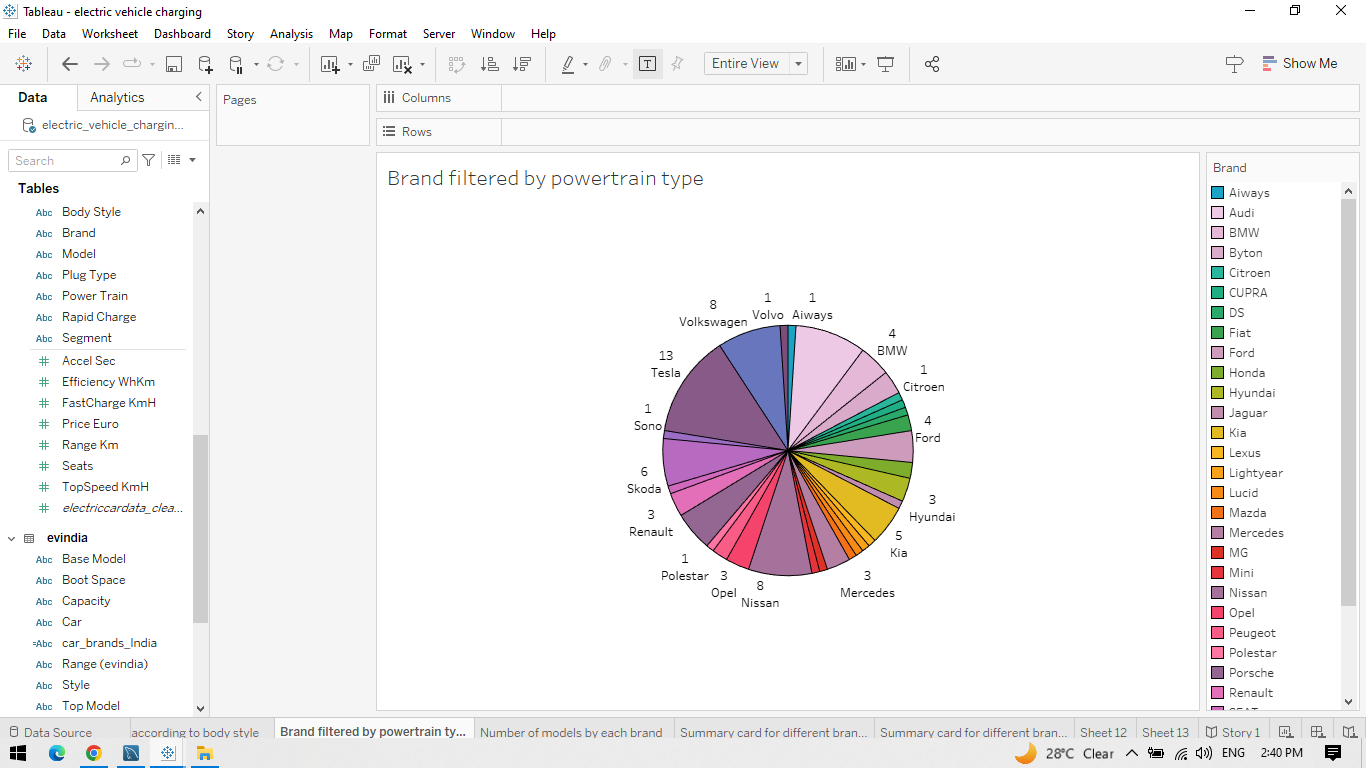 Tableau - electric vehicle charging
File Data Worksheet Dashboard Story Analysis Map Format Server Window Help
Entire View
Show Me
Data Analytics
electric_vehicle_chargin...
Search
Tables
Abc Body Style
Abc Brand
Abc Model
Abc Plug Type
Abc Power Train
Abc Rapid Charge
Abc Segment
# Accel Sec
# Efficiency WhKm
# FastCharge KmH
# Price Euro
# Range Km
# Seats
# TopSpeed KmH
# electriccardata_clea...
evindia
Abc Base Model
Abc Boot Space
Abc Capacity
Abc Car
=Abc car_brands_India
Abc Range (evindia)
Abc Style
Abc Top Model
Pages
Columns
Rows
Brand filtered by powertrain type
1
Aiways
4
BMW
1
Citroen
4
Ford
3
Hyundai
5
Kia
3
Mercedes
8
Nissan
3
Opel
1
Polestar
3
Renault
6
Skoda
1
Sono
13
Tesla
8
Volkswagen
1
Volvo
Brand
Aiways
Audi
BMW
Byton
Citroen
CUPRA
DS
Fiat
Ford
Honda
Hyundai
Jaguar
Kia
Lexus
Lightyear
Lucid
Mazda
Mercedes
MG
Mini
Nissan
Opel
Peugeot
Polestar
Porsche
Renault
Data Source according to body style Brand filtered by powertrain ty... Number of models by each brand Summary card for different bran... Summary card for different bran... Sheet 12 Sheet 13 Story 1
28°C Clear ENG 2:40 PM